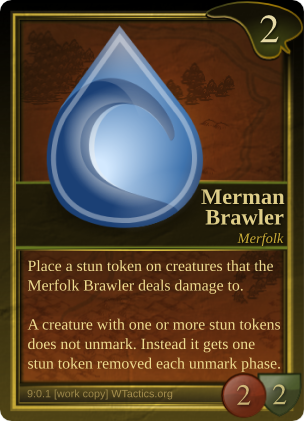 2
Merman
Brawler
Merfolk
Place a stun token on creatures that the
Merfolk Brawler deals damage to.
A creature with one or more stun tokens
does not unmark. Instead it gets one
stun token removed each unmark phase.
9:0.1 [work copy] WTactics.org
2 2